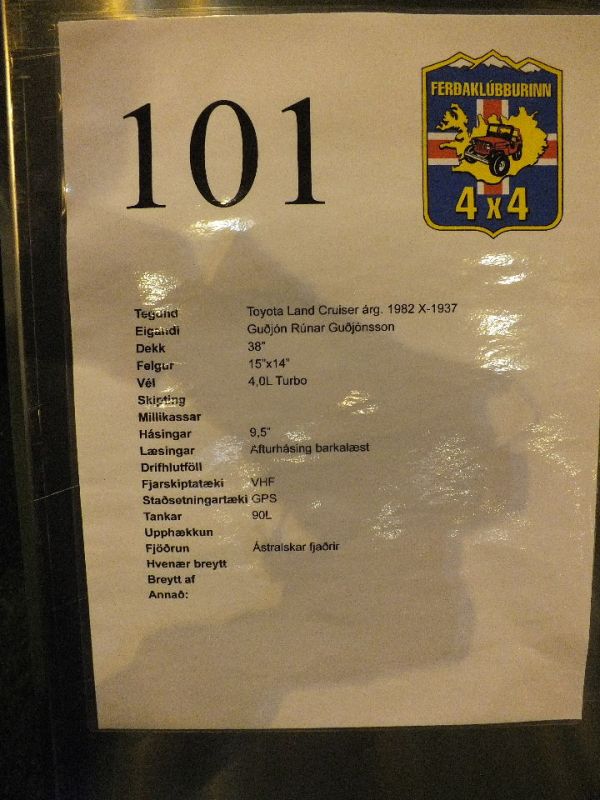 101
FERÐAKLÚBBURINN
4 x 4
Tegund Toyota Land Cruiser árg. 1982 X-1937
Eigandi Guðjón Rúnar Guðjónsson
Dekk 38"
Felgur 15"x14"
Vél 4,0L Turbo
Skipting
Millikassar
Hásingar 9,5"
Læsingar Afturhásing barkalæst
Drifhlutföll
Fjarskiptatæki VHF
Staðsetningartæki GPS
Tankar 90L
Upphækkun
Fjöðrun Ástralskar fjaðrir
Hvenær breytt
Breytt af
Annað: